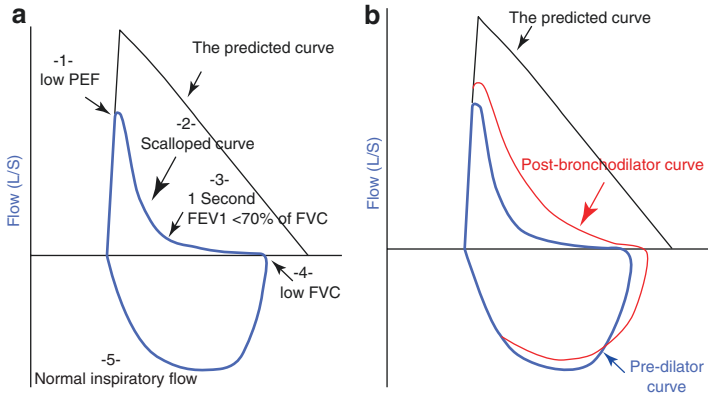 a
Flow (L/S)
-1-
low PEF
The predicted curve
-2-
Scalloped curve
-3-
1 Second
FEV1 <70% of FVC
-4-
low FVC
-5-
Normal inspiratory flow
b
Flow (L/S)
The predicted curve
Post-bronchodilator curve
Pre-dilator
curve